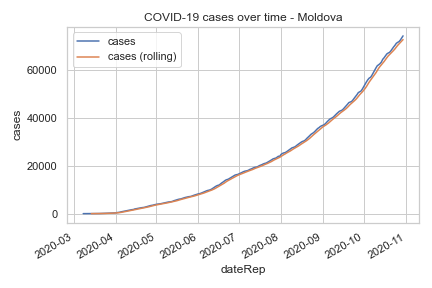 COVID-19 cases over time - Moldova
cases
cases (rolling)
60000
40000
20000
0
cases
2020-03
2020-04
2020-05
2020-06
2020-07
2020-08
2020-09
2020-10
2020-11
dateRep